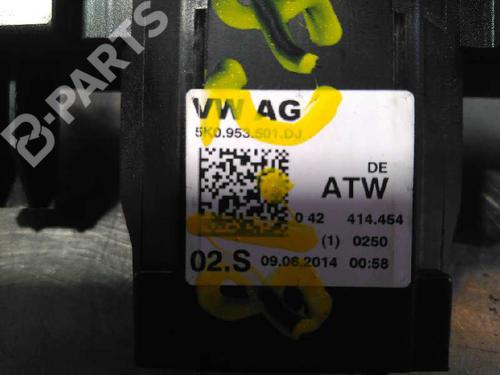 B-PARTS
VW AG
5K0.953.501.DJ
DE
ATW
0 42 414.454
(1) 0250
02.S 09.06.2014 00:58